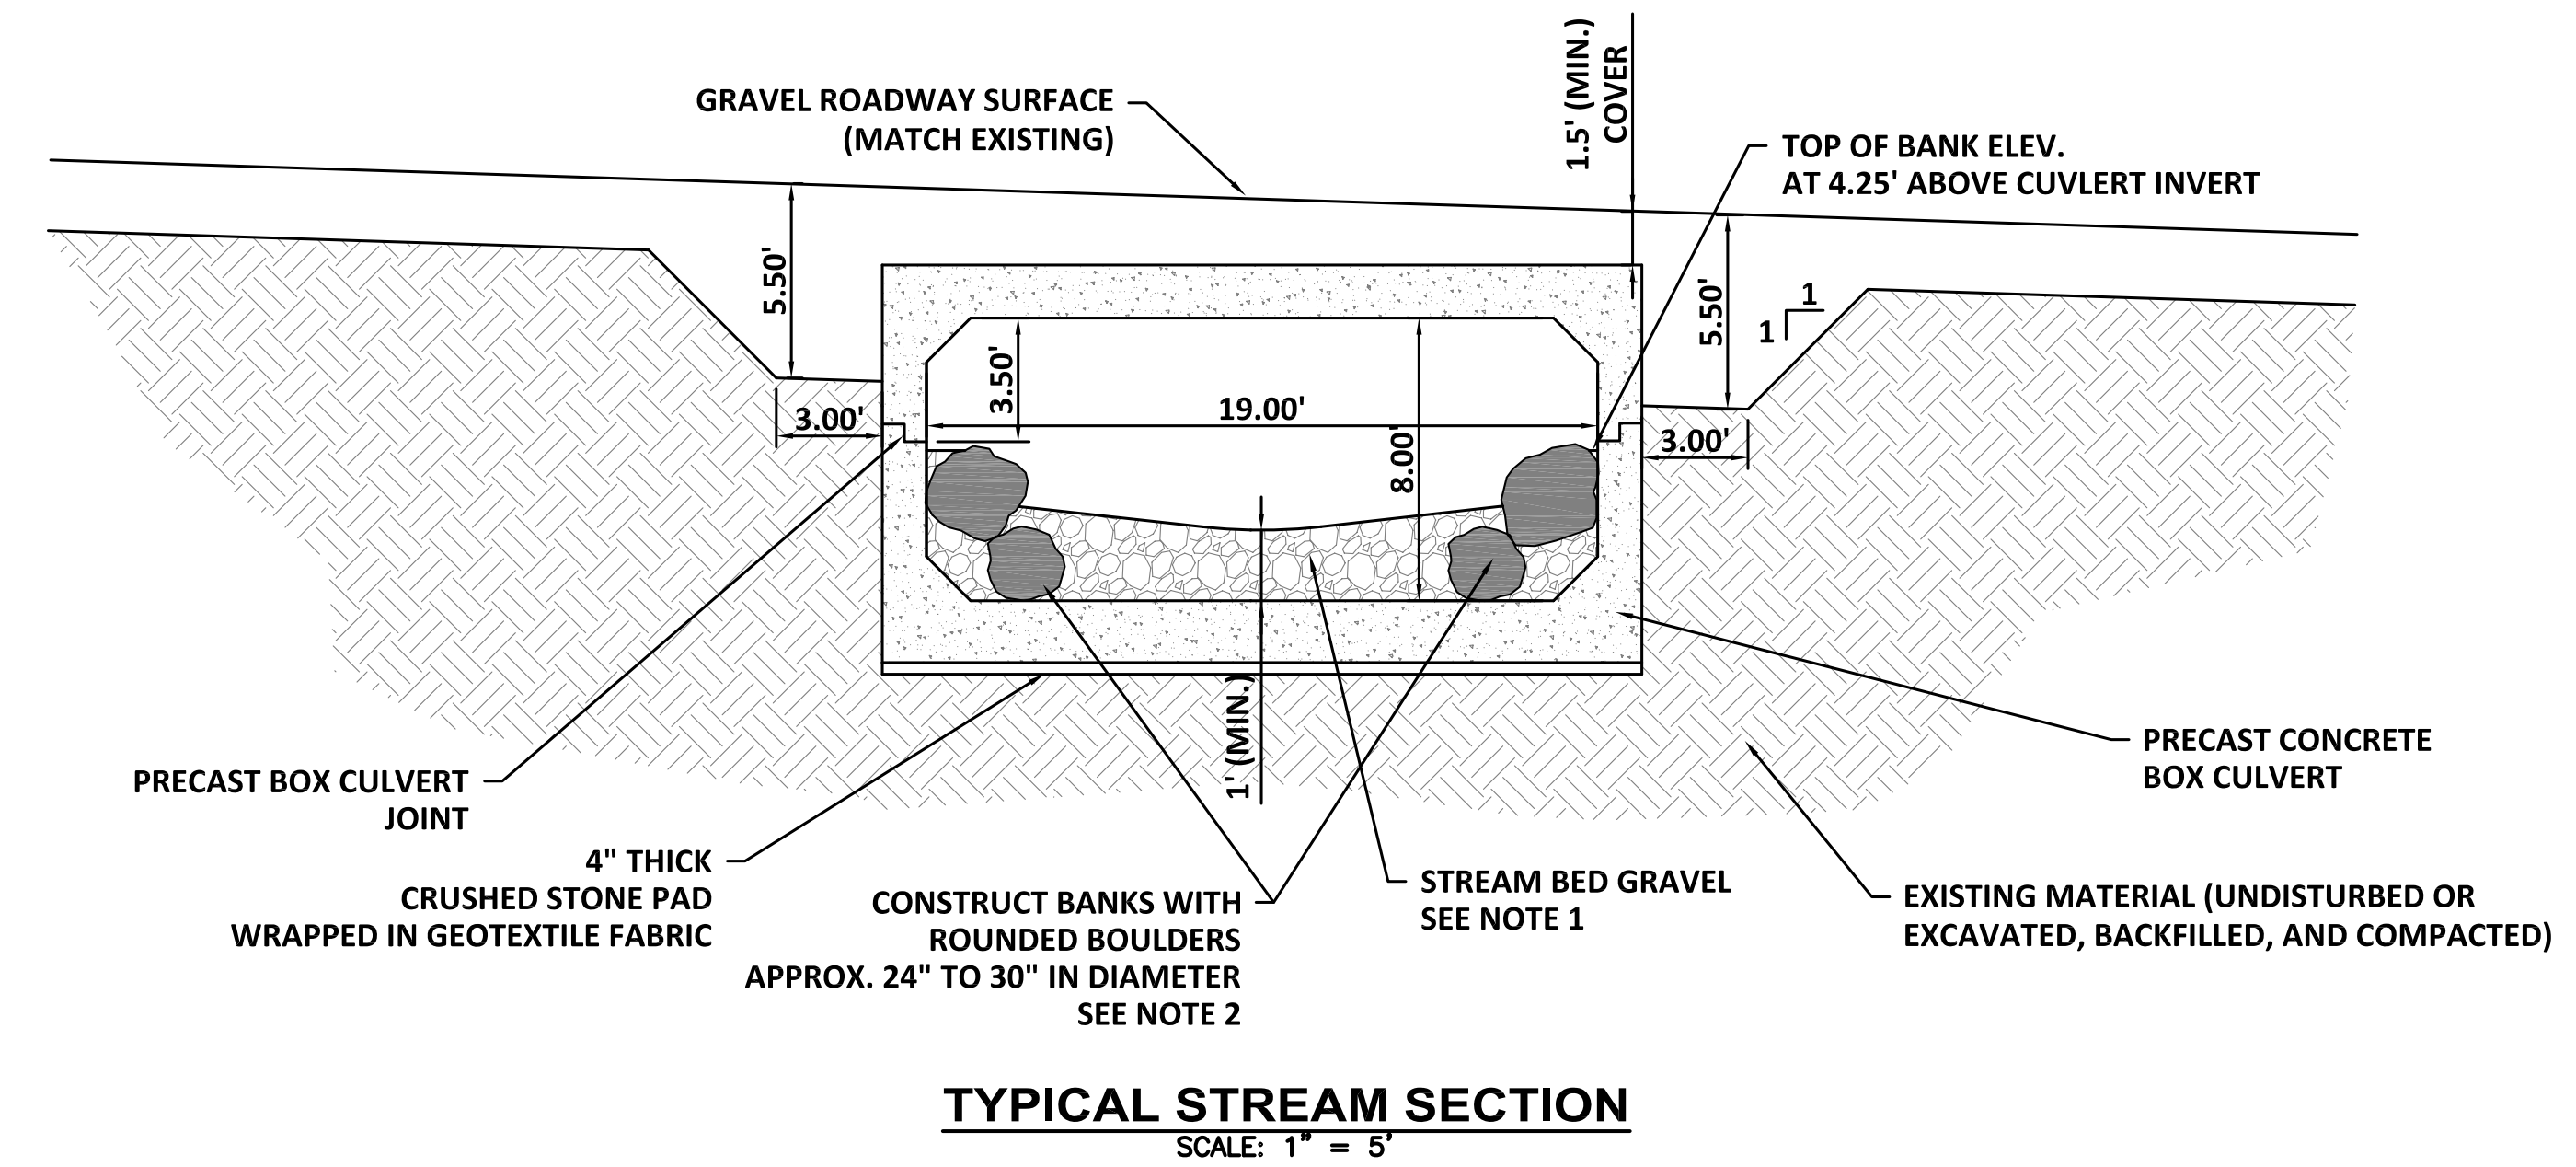 GRAVEL ROADWAY SURFACE
(MATCH EXISTING)
1.5' (MIN.)
COVER
TOP OF BANK ELEV.
AT 4.25' ABOVE CUVLERT INVERT
5.50'
5.50'
1
1
3.50'
19.00'
8.00'
3.00'
3.00'
1' (MIN.)
PRECAST BOX CULVERT
JOINT
4" THICK
CRUSHED STONE PAD
WRAPPED IN GEOTEXTILE FABRIC
CONSTRUCT BANKS WITH
ROUNDED BOULDERS
APPROX. 24" TO 30" IN DIAMETER
SEE NOTE 2
STREAM BED GRAVEL
SEE NOTE 1
PRECAST CONCRETE
BOX CULVERT
EXISTING MATERIAL (UNDISTURBED OR
EXCAVATED, BACKFILLED, AND COMPACTED)
TYPICAL STREAM SECTION
SCALE: 1" = 5'